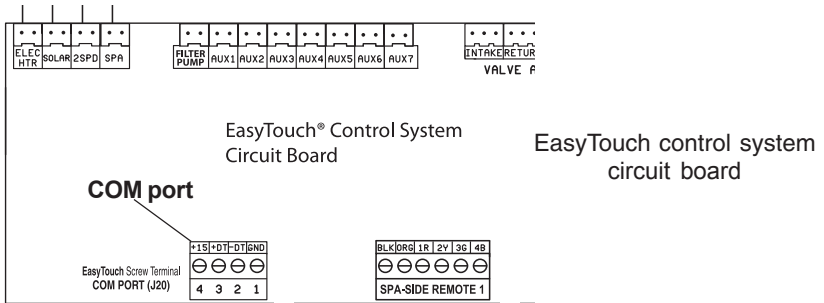 ELEC HTR SOLAR 2SPD SPA FILTER PUMP AUX1 AUX2 AUX3 AUX4 AUX5 AUX6 AUX7 INTAKE RETUR
VALVE A
EasyTouch® Control System
Circuit Board
EasyTouch control system
circuit board
COM port
+15 +DT -DT GND
BLK ORG 1R 2Y 3G 4B
EasyTouch Screw Terminal
COM PORT (J20)
4 3 2 1
SPA-SIDE REMOTE 1